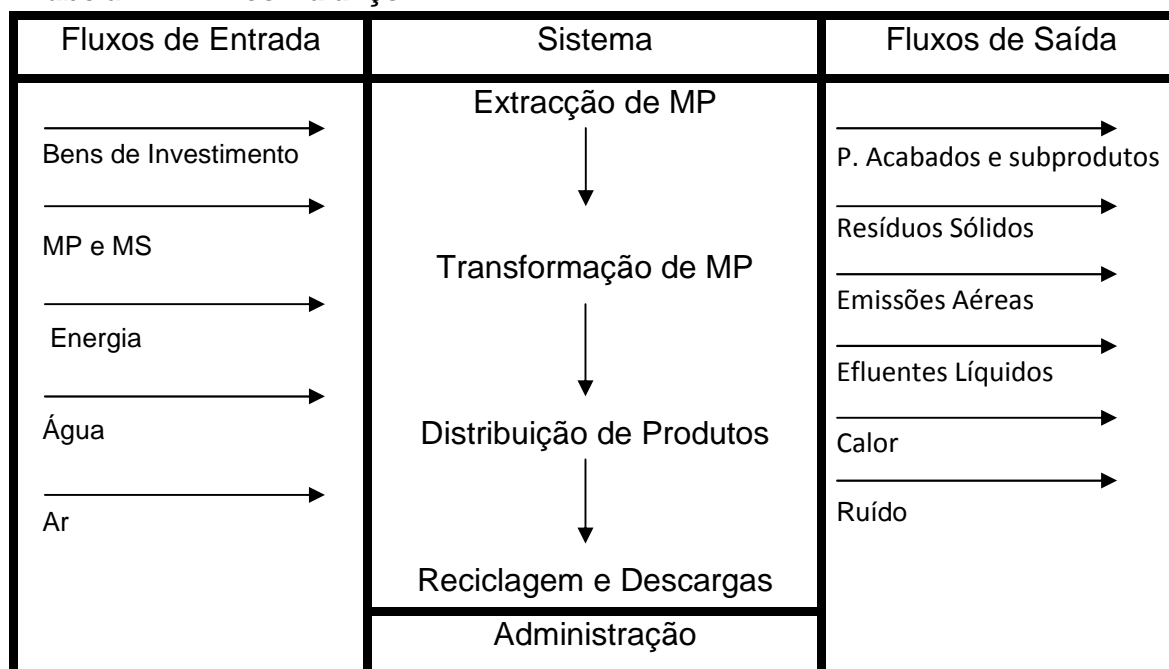 Fluxos de Entrada
Sistema
Fluxos de Saída
Bens de Investimento
MP e MS
Energia
Água
Ar
Extracção de MP
Transformação de MP
Distribuição de Produtos
Reciclagem e Descargas
Administração
P. Acabados e subprodutos
Resíduos Sólidos
Emissões Aéreas
Efluentes Líquidos
Calor
Ruído